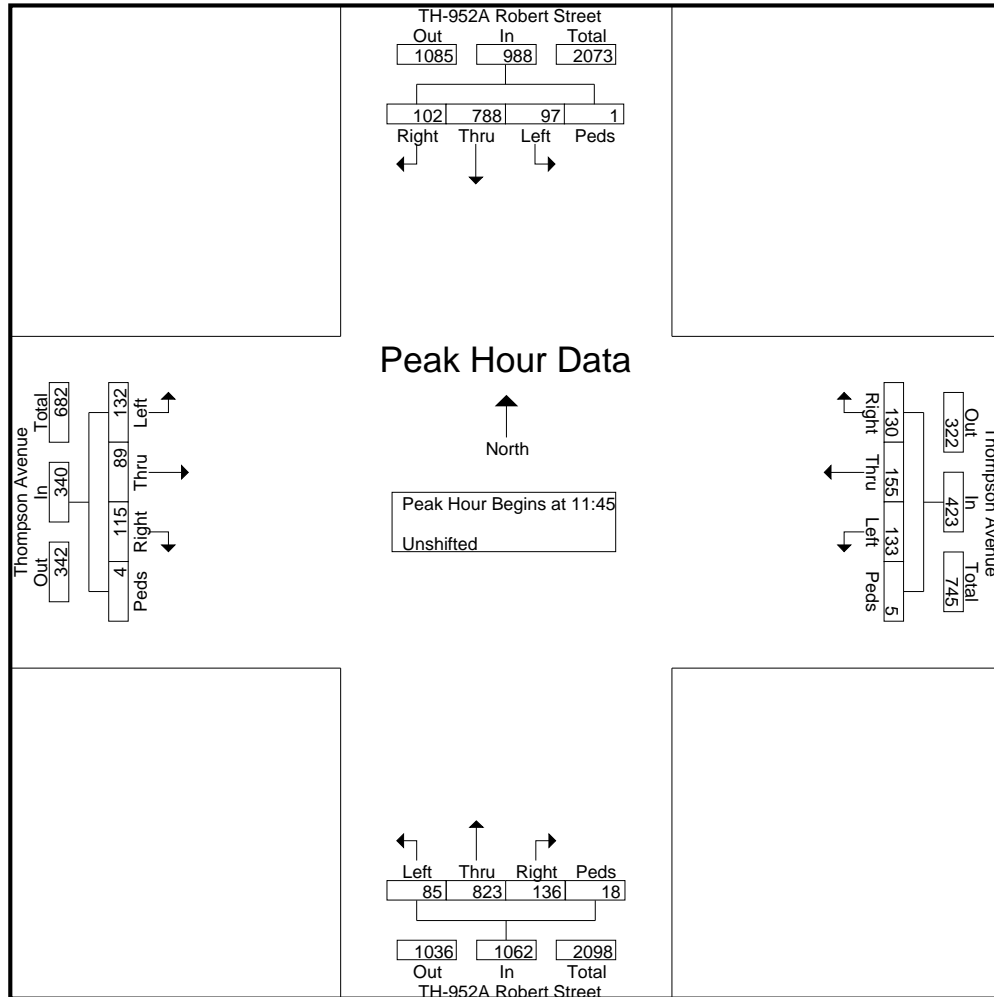 TH-952A Robert Street
Out In Total
1085 988 2073
102 788 97 1
Right Thru Left Peds
Peak Hour Data
North
Peak Hour Begins at 11:45
Unshifted
Thompson Avenue
Total In Out
682 340 342
132 89 115 4
Left Thru Right Peds
Thompson Avenue
Out In Total
322 423 745
130 155 133 5
Right Thru Left Peds
Left Thru Right Peds
85 823 136 18
1036 1062 2098
Out In Total
TH-952A Robert Street